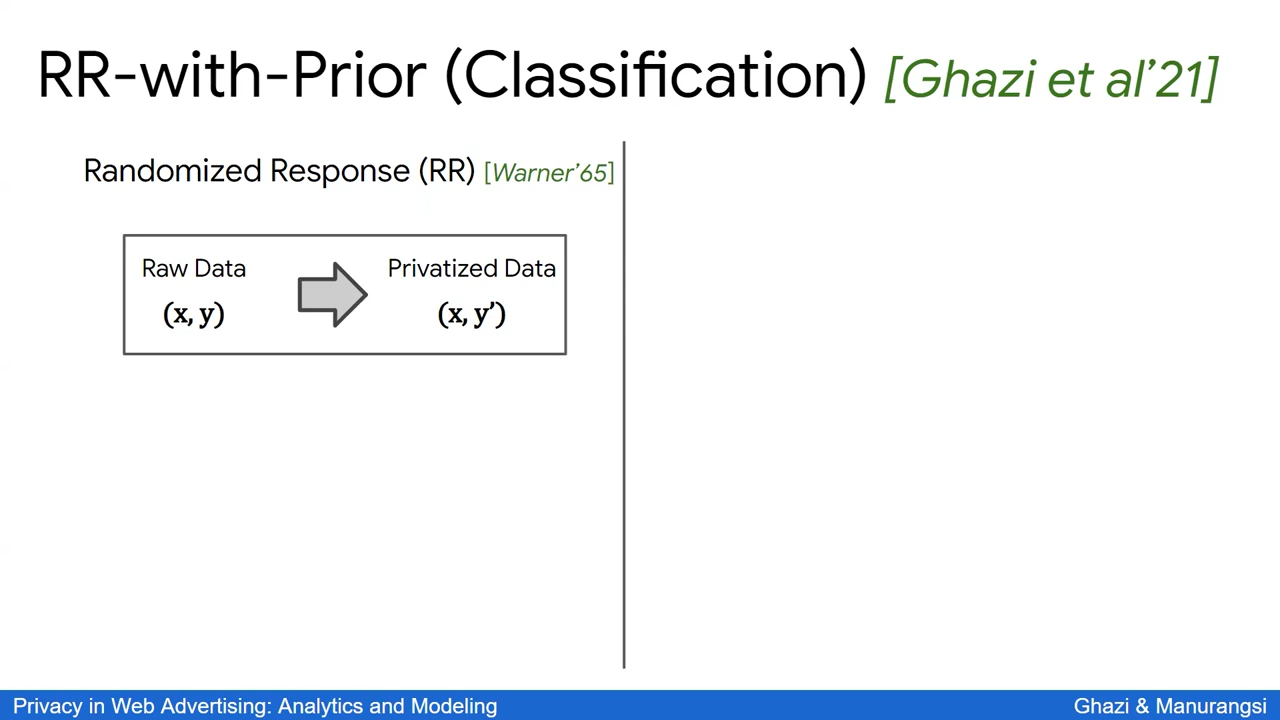 RR-with-Prior (Classification) [Ghazi et al’21]
Randomized Response (RR) [Warner’65]
Raw Data
(x, y)
Privatized Data
(x, y’)
Privacy in Web Advertising: Analytics and Modeling
Ghazi & Manurangsi